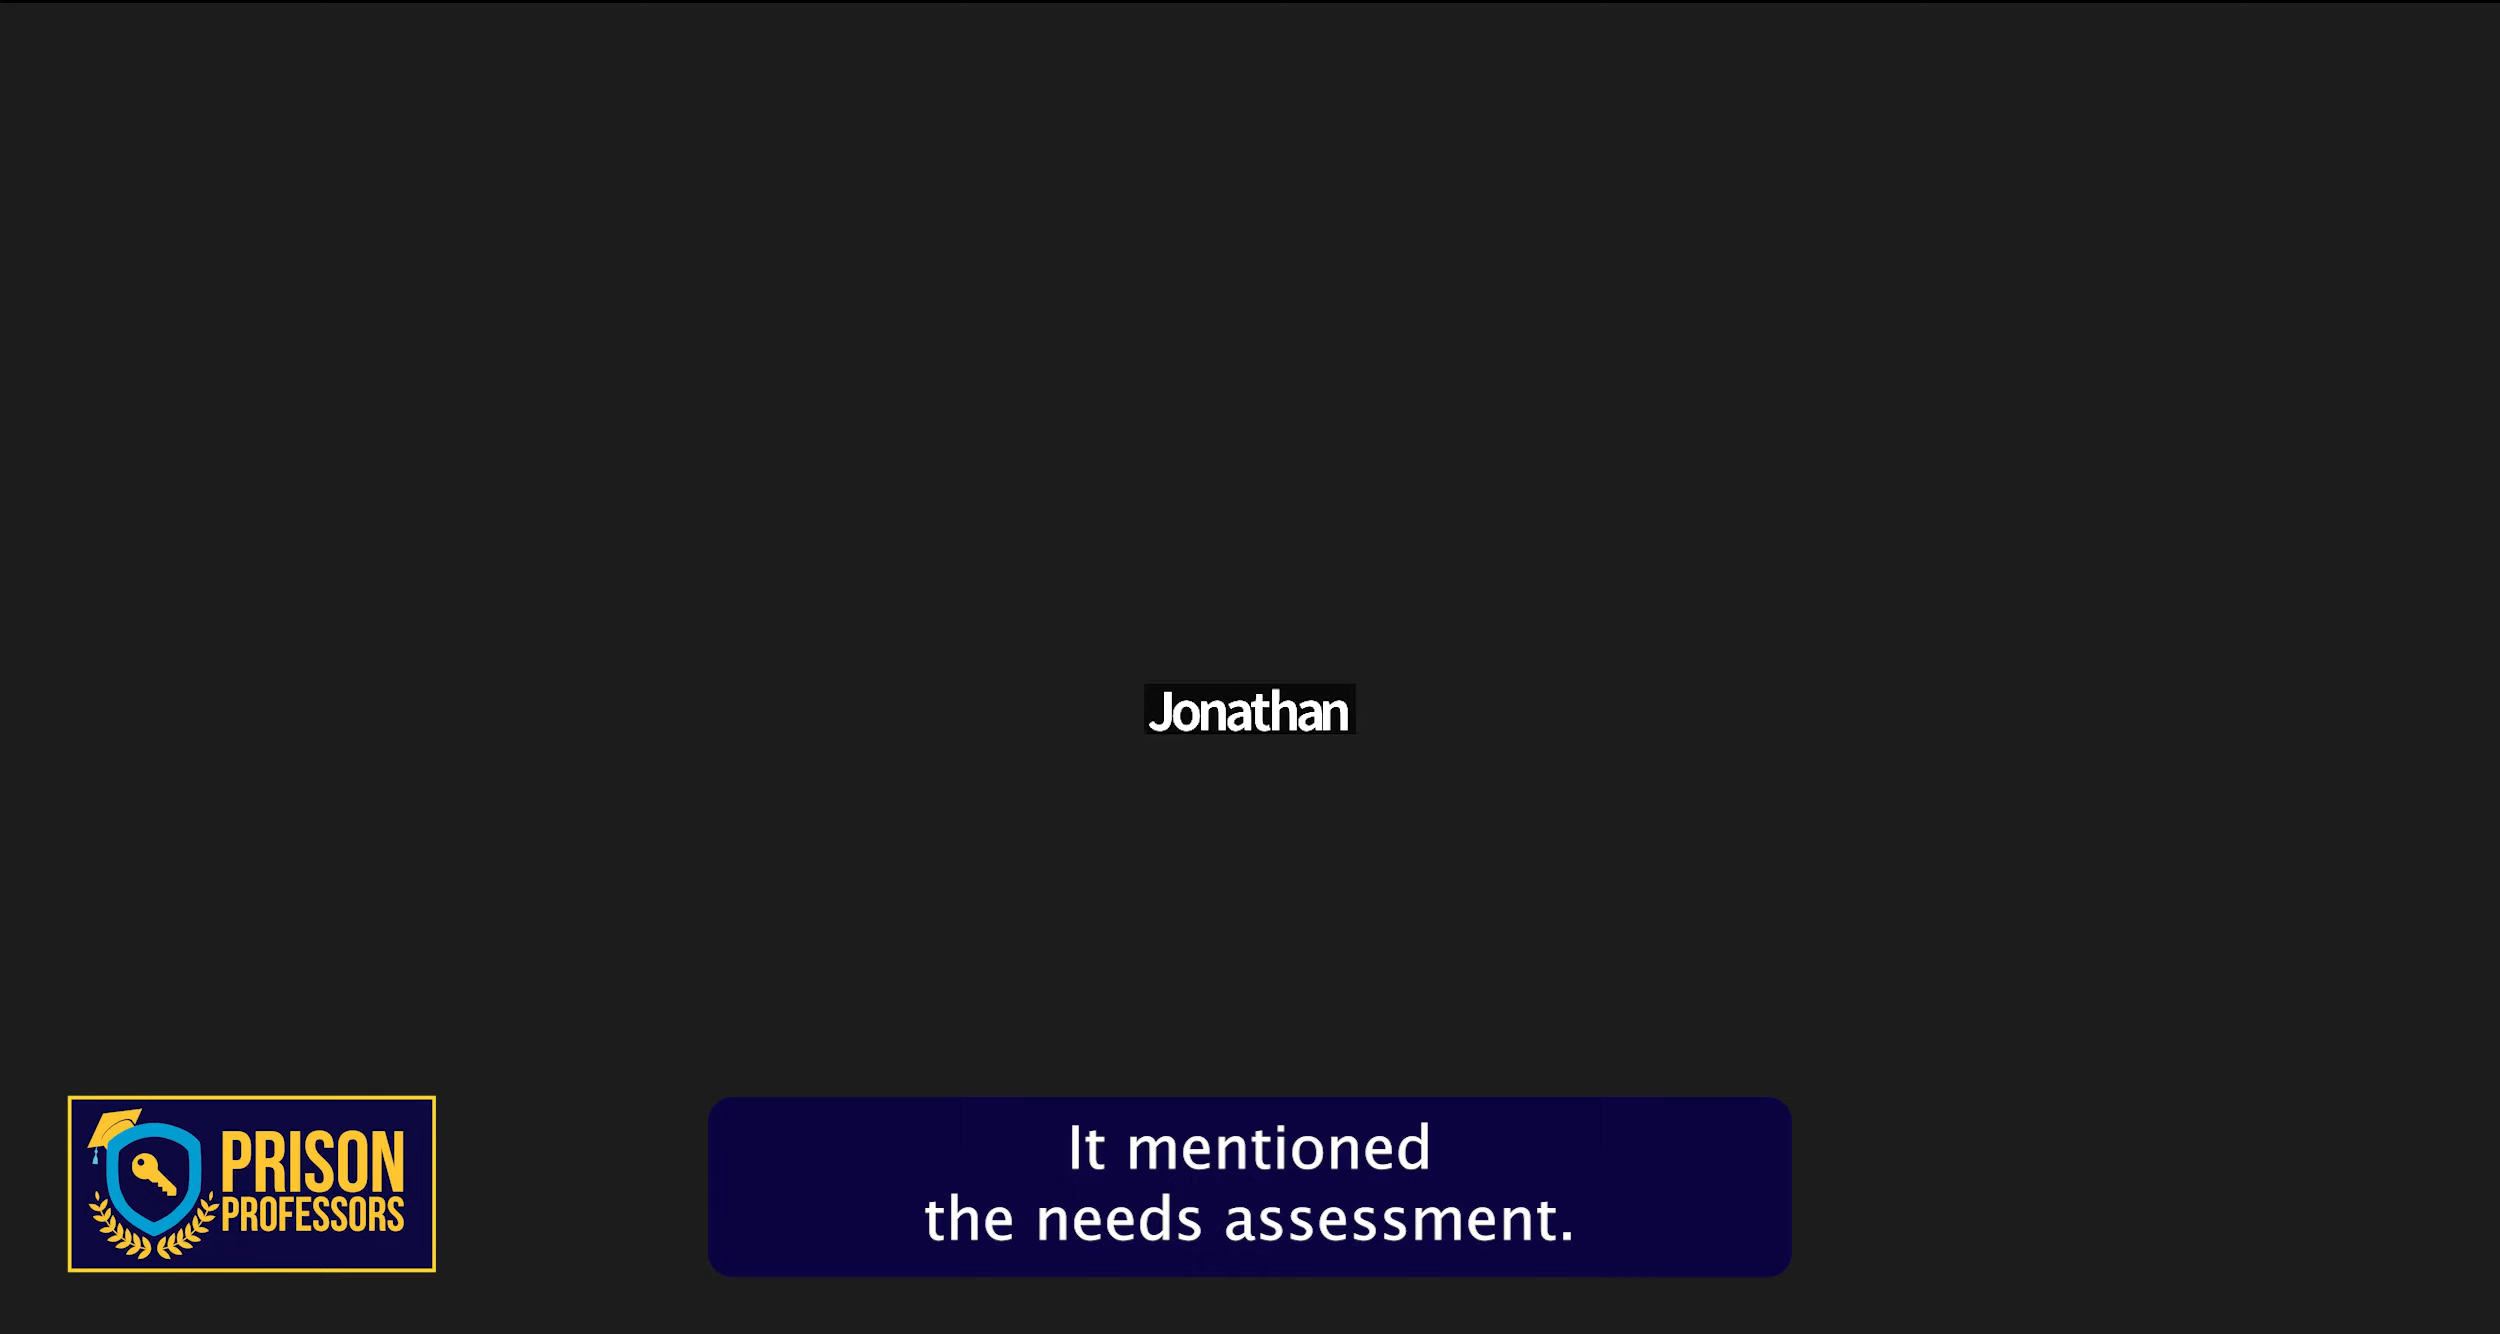 Jonathan
PRISON
PROFESSORS
It mentioned
the needs assessment.